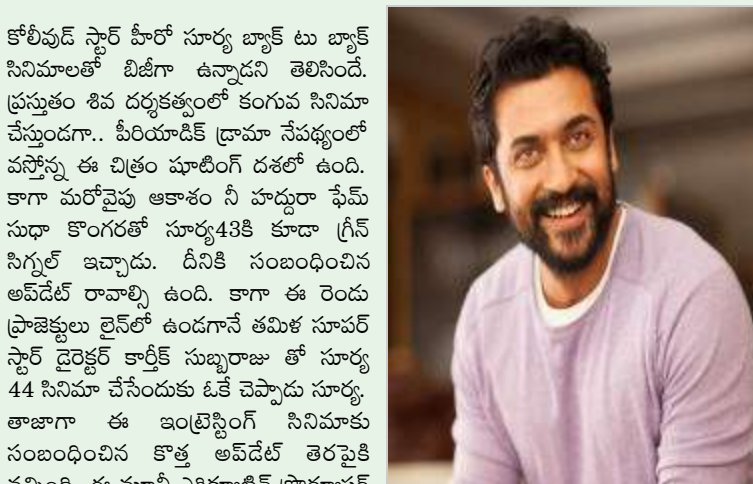 కోలీవుడ్ స్టార్ హీరో సూర్య బ్యాక్ టు బ్యాక్
సినిమాలతో బిజీగా ఉన్నాడని తెలిసిందే.
ప్రస్తుతం శివ దర్శకత్వంలో కంగువ సినిమా
చేస్తుండగా.. పీరియాడిక్ డ్రామా నేపథ్యంలో
వస్తోన్న ఈ చిత్రం షూటింగ్ దశలో ఉంది.
కాగా మరోవైపు ఆకాశం నీ హద్దురా ఫేమ్
సుధా కొంగరతో సూర్య43కి కూడా గ్రీన్
సిగ్నల్ ఇచ్చాడు. దీనికి సంబంధించిన
అప్‌డేట్ రావాల్సి ఉంది. కాగా ఈ రెండు
ప్రాజెక్టులు లైన్‌లో ఉండగానే తమిళ సూపర్
స్టార్ డైరెక్టర్ కార్తీక్ సుబ్బరాజు తో సూర్య
44 సినిమా చేసేందుకు ఓకే చెప్పాడు సూర్య.
తాజాగా ఈ ఇంట్రెస్టింగ్ సినిమాకు
సంబంధించిన కొత్త అప్‌డేట్ తెరపైకి